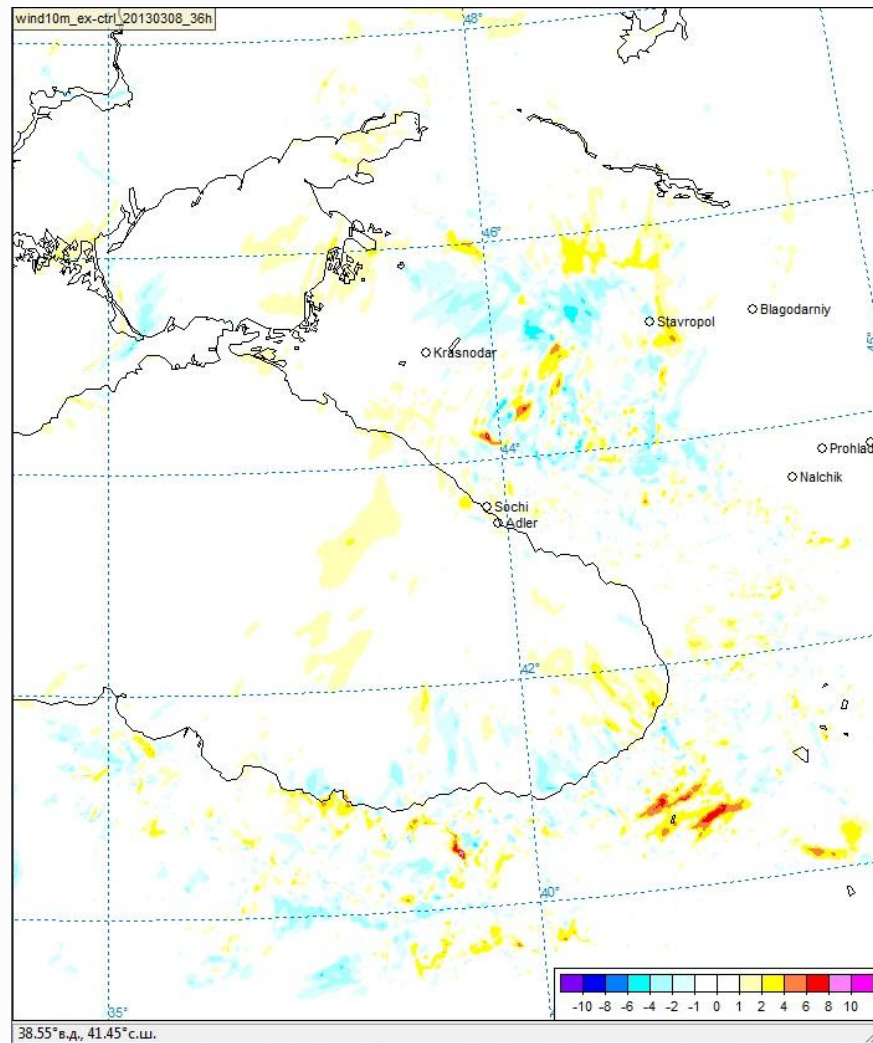 wind10m_ex-ctrl_20130308_36h
48°
46°
Blagodarniy
Stavropol
Krasnodar
44°
Prohlad
Nalchik
Sochi
Adler
42°
40°
35°
-10 -8 -6 -4 -2 -1 0 1 2 4 6 8 10
38.55°в.д., 41.45°с.ш.